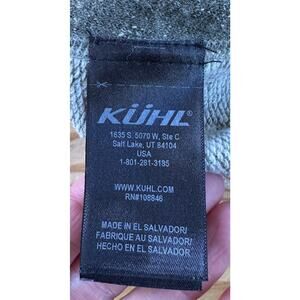 KÜHL
1635 S. 5070 W, Ste C
Salt Lake, UT 84104
USA
1-801-281-3195
WWW.KUHL.COM
RN#108846
MADE IN EL SALVADOR/
FABRIQUE AU SALVADOR/
HECHO EN EL SALVADOR